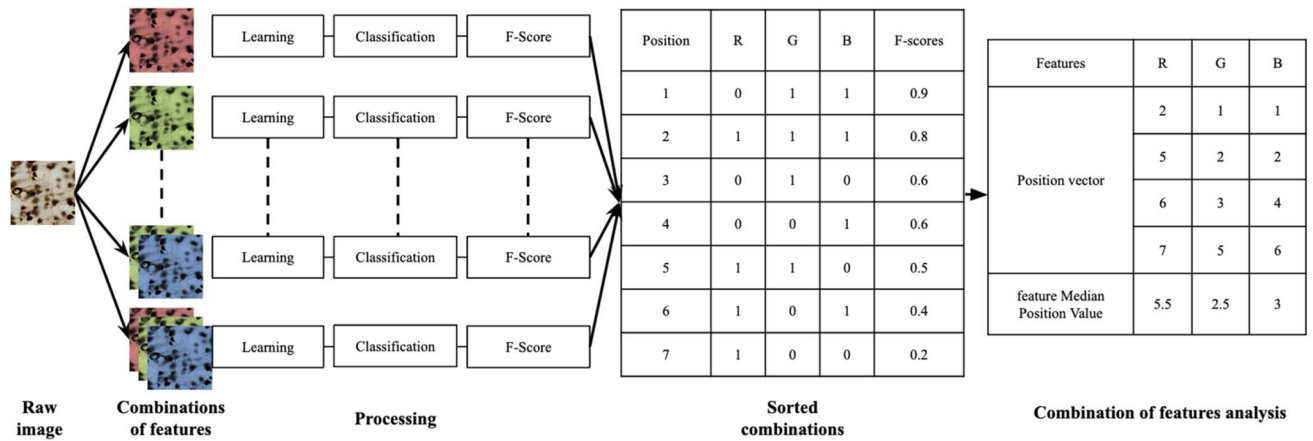 Learning Classification F-Score
Learning Classification F-Score
Learning Classification F-Score
Learning Classification F-Score
Position R G B F-scores
1 0 1 1 0.9
2 1 1 1 0.8
3 0 1 0 0.6
4 0 0 1 0.6
5 1 1 0 0.5
6 1 0 1 0.4
7 1 0 0 0.2
Features R G B
Position vector
2 1 1
5 2 2
6 3 4
7 5 6
feature Median
Position Value
5.5 2.5 3
Raw
image
Combinations
of features
Processing
Sorted
combinations
Combination of features analysis